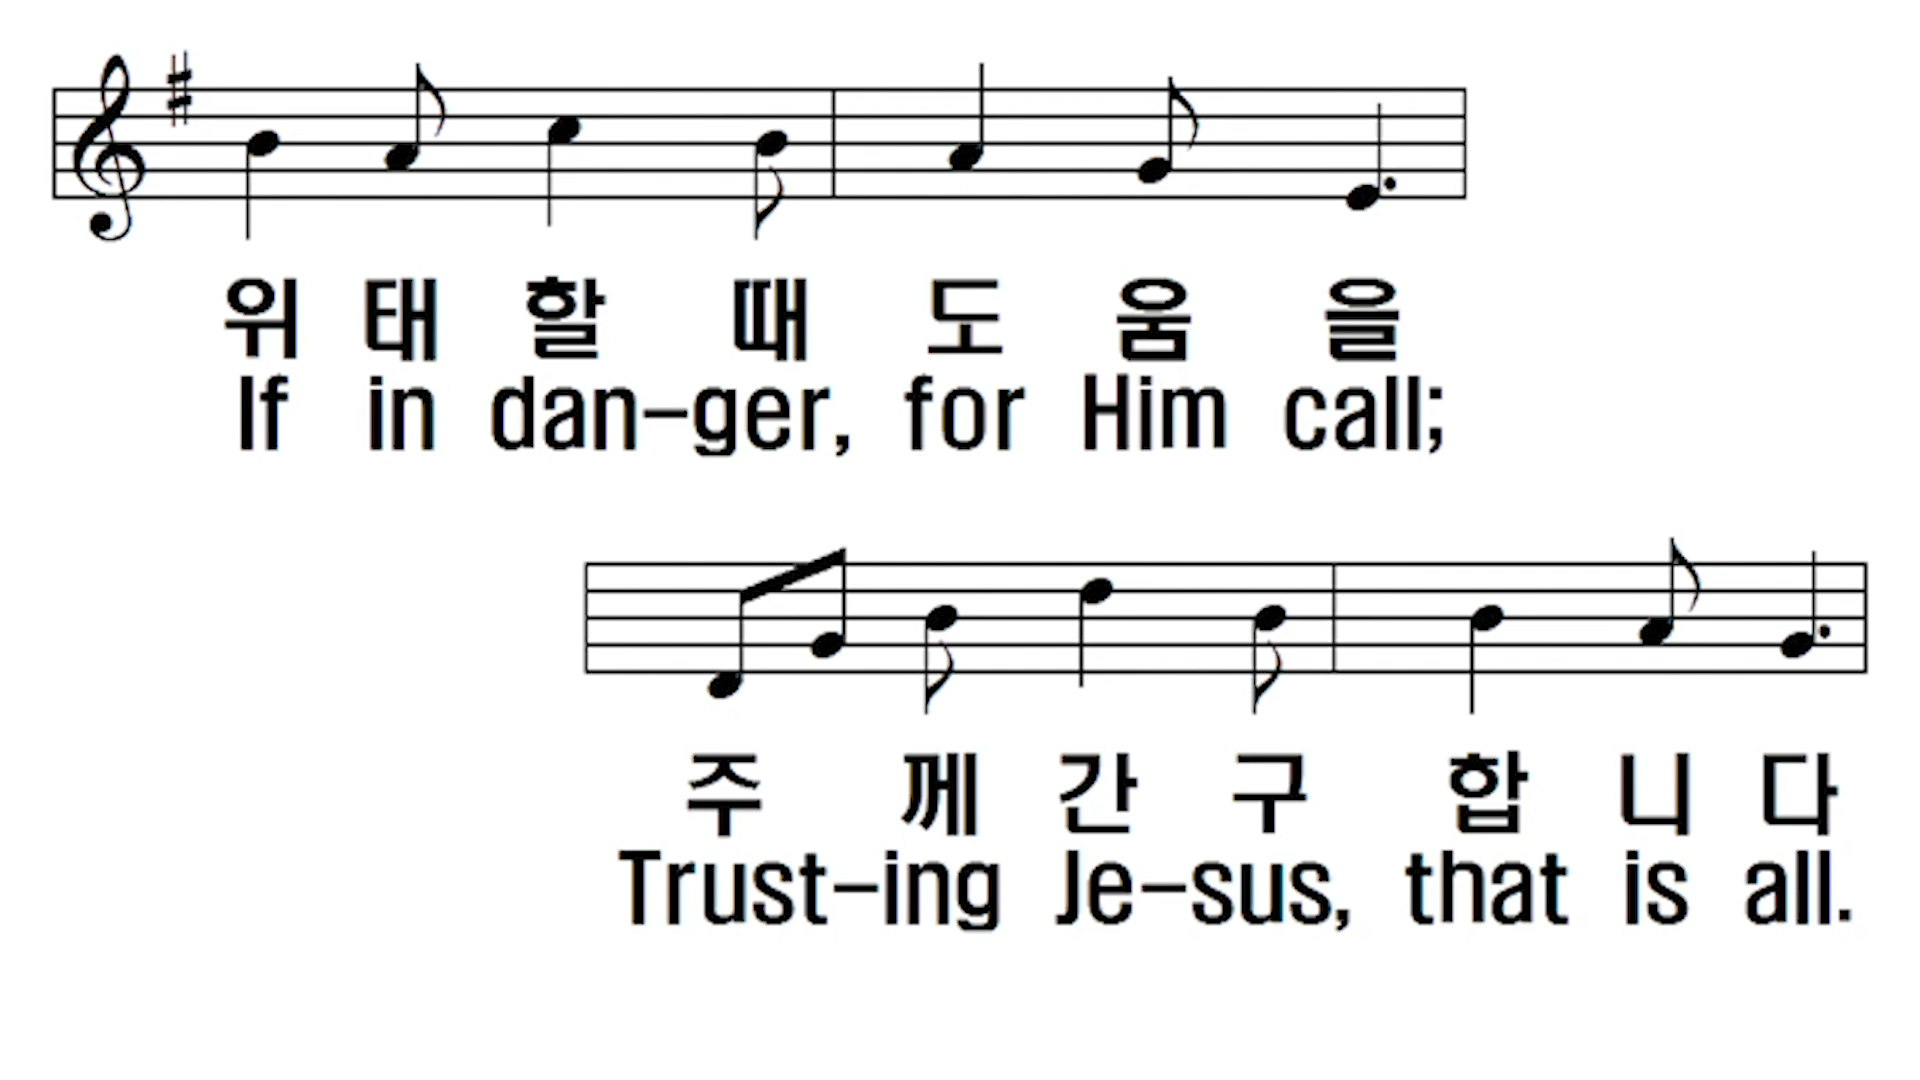 위 태 할 때 도 움 을
If in dan-ger, for Him call;
주 께 간 구 합 니 다
Trust-ing Je-sus, that is all.